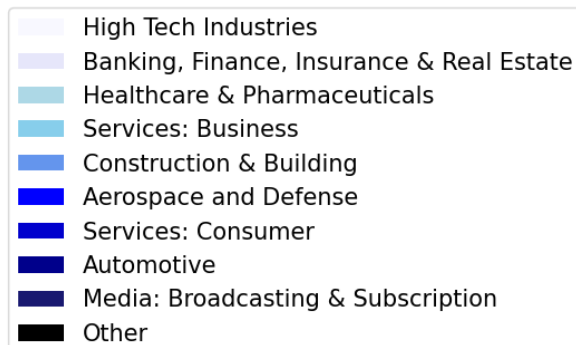 High Tech Industries
Banking, Finance, Insurance & Real Estate
Healthcare & Pharmaceuticals
Services: Business
Construction & Building
Aerospace and Defense
Services: Consumer
Automotive
Media: Broadcasting & Subscription
Other